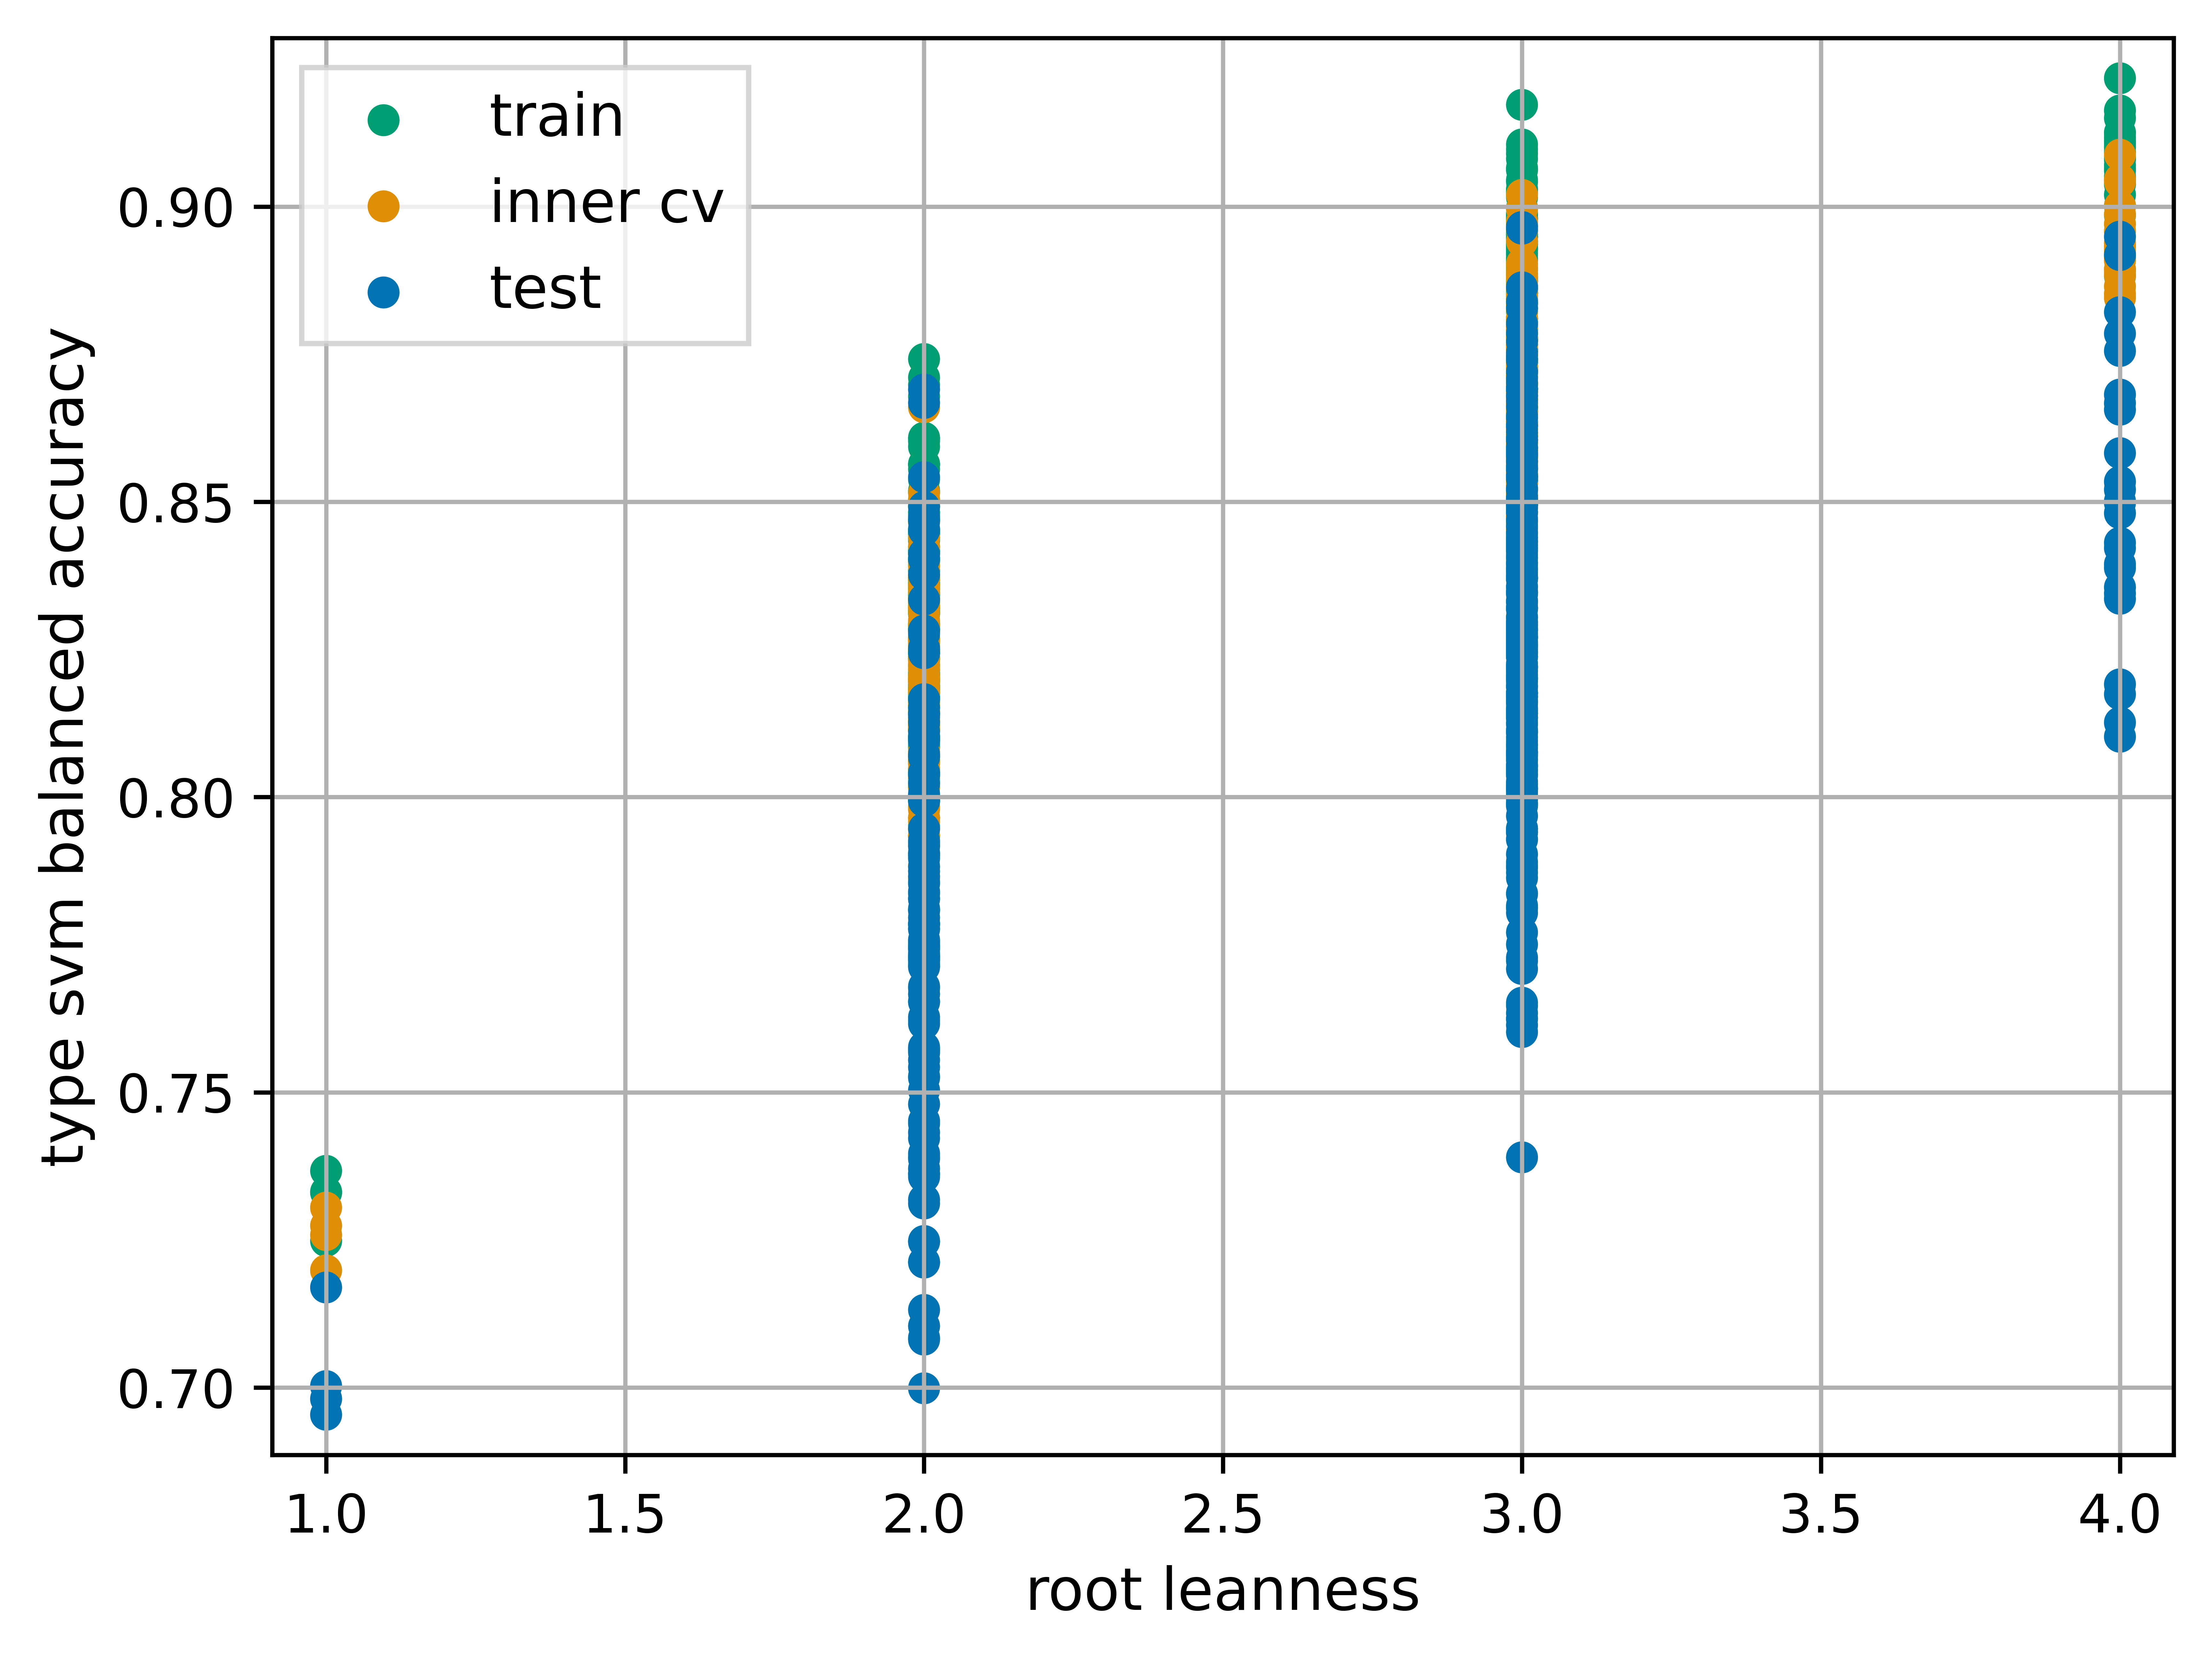 train
inner cv
test
0.90
0.85
0.80
0.75
0.70
type svm balanced accuracy
1.0 1.5 2.0 2.5 3.0 3.5 4.0
root leanness